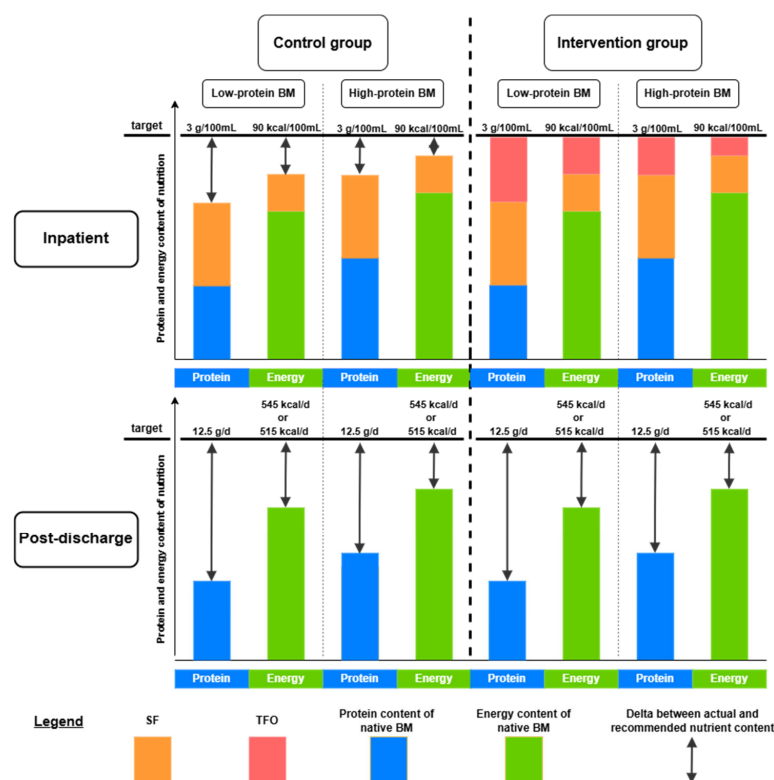 Control group
Intervention group
Low-protein BM
High-protein BM
Low-protein BM
High-protein BM
target
3 g/100mL
90 kcal/100mL
3 g/100mL
90 kcal/100mL
3 g/100mL
90 kcal/100mL
3 g/100mL
90 kcal/100mL
Inpatient
Protein and energy content of nutrition
Protein
Energy
Protein
Energy
Protein
Energy
Protein
Energy
target
12.5 g/d
545 kcal/d
or
515 kcal/d
12.5 g/d
545 kcal/d
or
515 kcal/d
12.5 g/d
545 kcal/d
or
515 kcal/d
12.5 g/d
545 kcal/d
or
515 kcal/d
Post-discharge
Protein and energy content of nutrition
Protein
Energy
Protein
Energy
Protein
Energy
Protein
Energy
Legend
SF
TFO
Protein content of
native BM
Energy content of
native BM
Delta between actual and
recommended nutrient content